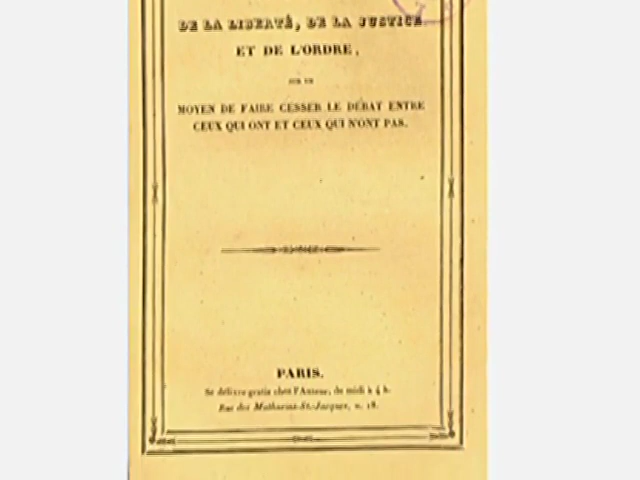 DE LA LIBERTÉ, DE LA JUSTICE
ET DE L'ORDRE,
SUR UN
MOYEN DE FAIRE CESSER LE DÉBAT ENTRE
CEUX QUI ONT ET CEUX QUI N'ONT PAS.
PARIS.
Se délivre gratis chez l'Auteur, de midi à 4 h.
Rue des Mathurins-St.-Jacques, n. 18.